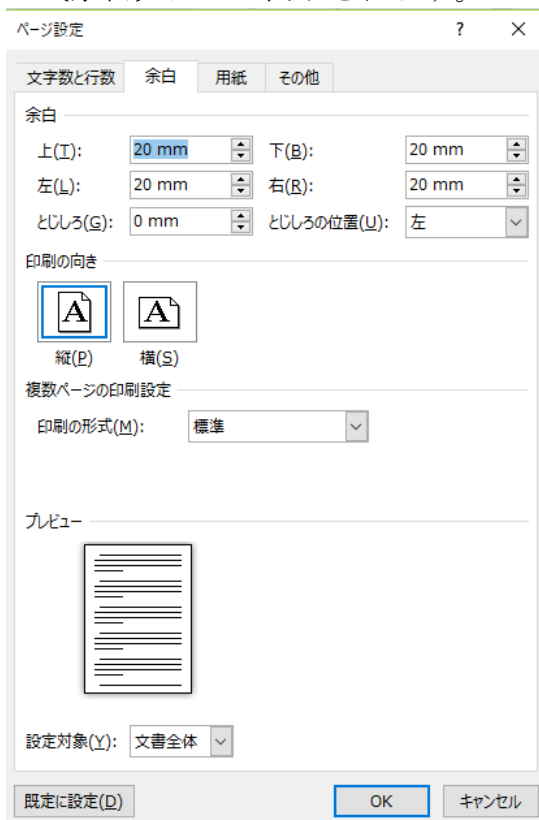 ページ設定 ? ×
文字数と行数 余白 用紙 その他
余白
上(T): 20 mm 下(B): 20 mm
左(L): 20 mm 右(R): 20 mm
とじしろ(G): 0 mm とじしろの位置(U): 左
印刷の向き
A A
縦(P) 横(S)
複数ページの印刷設定
印刷の形式(M): 標準
プレビュー
設定対象(Y): 文書全体
既定に設定(D) OK キャンセル